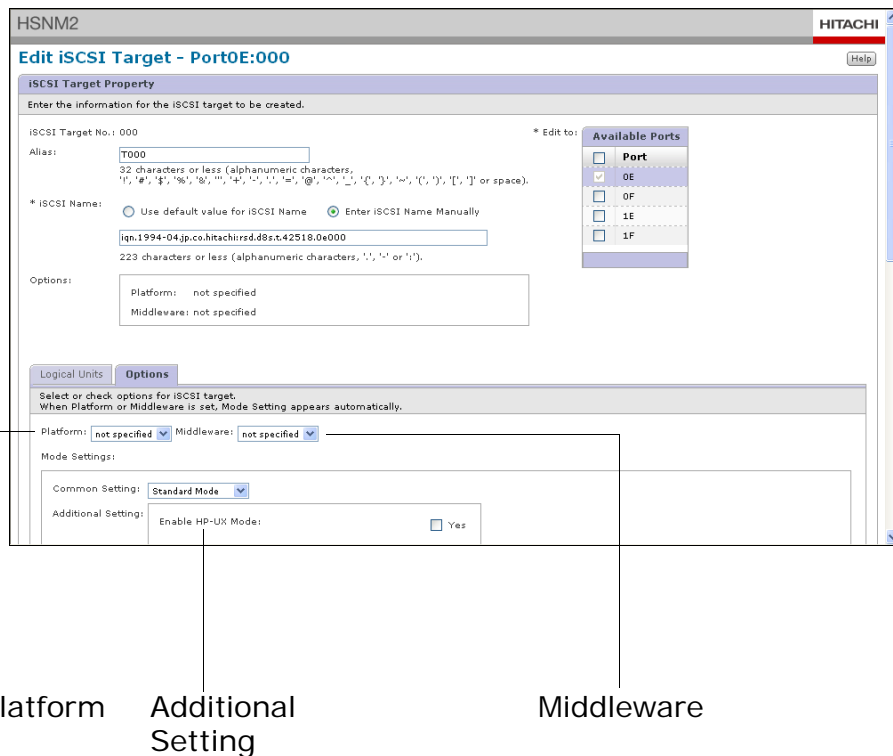 HSNM2
HITACHI
Edit iSCSI Target - Port0E:000
Help
iSCSI Target Property
Enter the information for the iSCSI target to be created.
iSCSI Target No.: 000
* Edit to:
Available Ports
Port
0E
0F
1E
1F
Alias:
T000
32 characters or less (alphanumeric characters,
'!', '#', '$', '%', '&', ''', '+', '-', '.', '=', '@', '^', '_', '{', '}', '~', '(', ')', '[', ']' or space).
* iSCSI Name:
Use default value for iSCSI Name
Enter iSCSI Name Manually
iqn.1994-04.jp.co.hitachi:rsd.d8s.t.42518.0e000
223 characters or less (alphanumeric characters, '.', '-' or ':').
Options:
Platform: not specified
Middleware: not specified
Logical Units
Options
Select or check options for iSCSI target.
When Platform or Middleware is set, Mode Setting appears automatically.
Platform: not specified Middleware: not specified
Mode Settings:
Common Setting: Standard Mode
Additional Setting:
Enable HP-UX Mode:
Yes
latform
Additional
Setting
Middleware